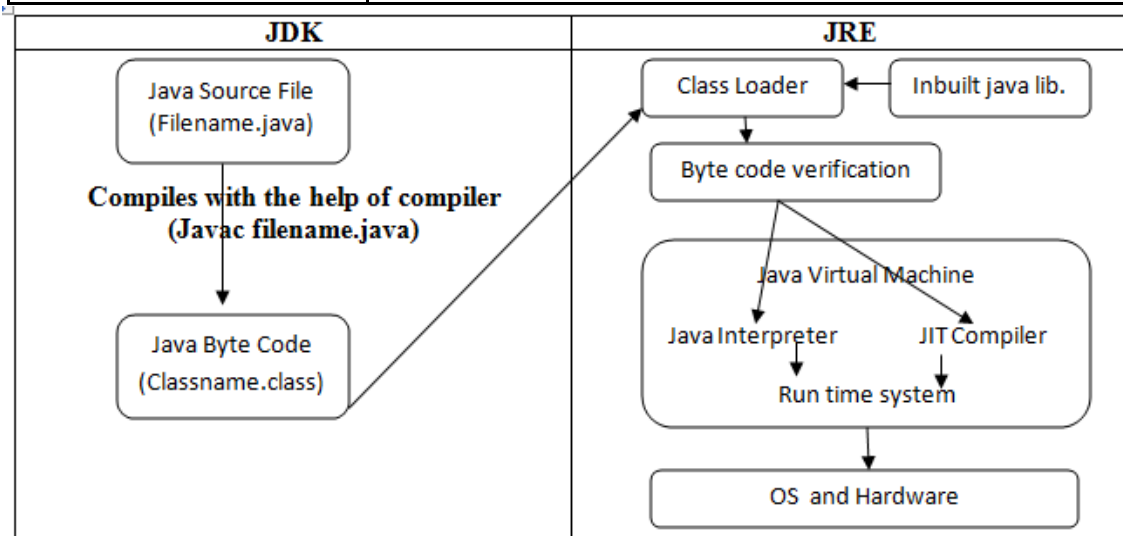 JDK
JRE
Java Source File
(Filename.java)
Compiles with the help of compiler
(Javac filename.java)
Java Byte Code
(Classname.class)
Class Loader
Inbuilt java lib.
Byte code verification
Java Virtual Machine
Java Interpreter
JIT Compiler
Run time system
OS and Hardware